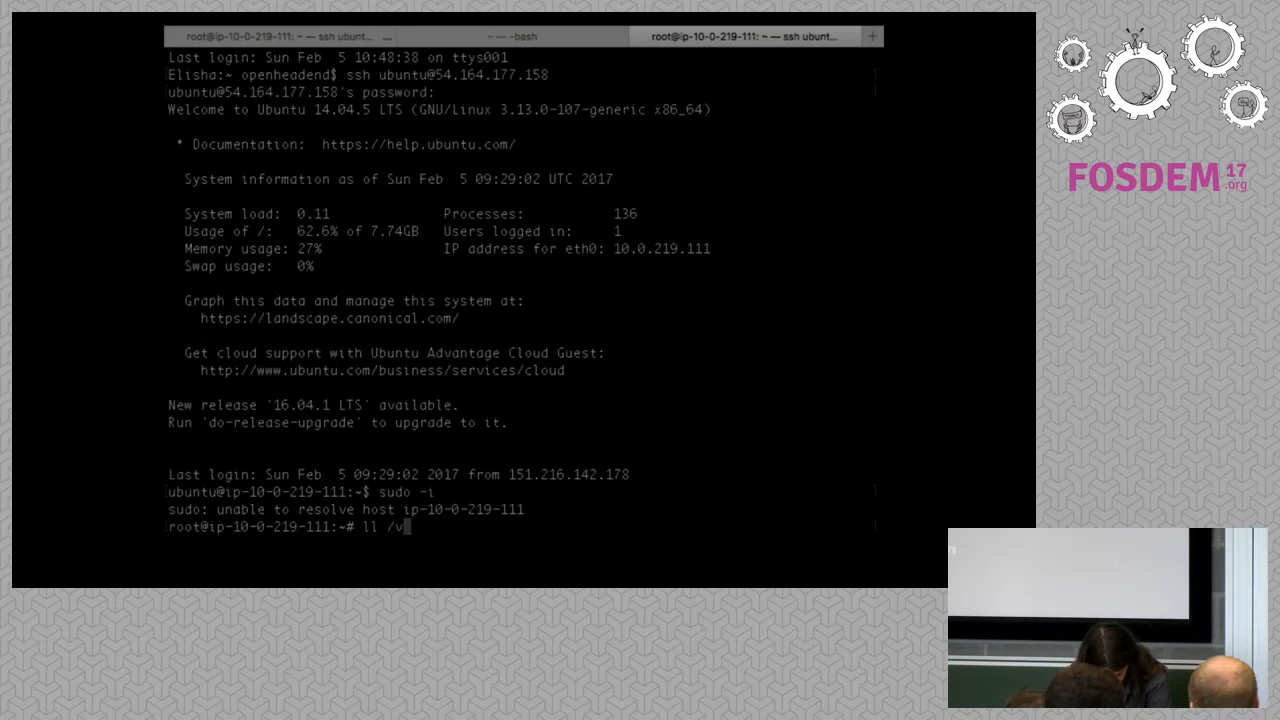 root@ip-10-0-219-111: ~ — ssh ubunt... ... ~ — -bash root@ip-10-0-219-111: ~ — ssh ubunt... +
Last login: Sun Feb  5 10:48:38 on ttys001
Elisha:~ openheadend$ ssh ubuntu@54.164.177.158
ubuntu@54.164.177.158's password:
Welcome to Ubuntu 14.04.5 LTS (GNU/Linux 3.13.0-107-generic x86_64)
* Documentation:  https://help.ubuntu.com/
System information as of Sun Feb  5 09:29:02 UTC 2017
System load:  0.11 Processes: 136
Usage of /:  62.6% of 7.74GB Users logged in: 1
Memory usage: 27% IP address for eth0: 10.0.219.111
Swap usage:  0%
Graph this data and manage this system at:
https://landscape.canonical.com/
Get cloud support with Ubuntu Advantage Cloud Guest:
http://www.ubuntu.com/business/services/cloud
New release '16.04.1 LTS' available.
Run 'do-release-upgrade' to upgrade to it.
Last login: Sun Feb  5 09:29:02 2017 from 151.216.142.178
ubuntu@ip-10-0-219-111:~$ sudo -i
sudo: unable to resolve host ip-10-0-219-111
root@ip-10-0-219-111:~# ll /v
FOSDEM 17
.org